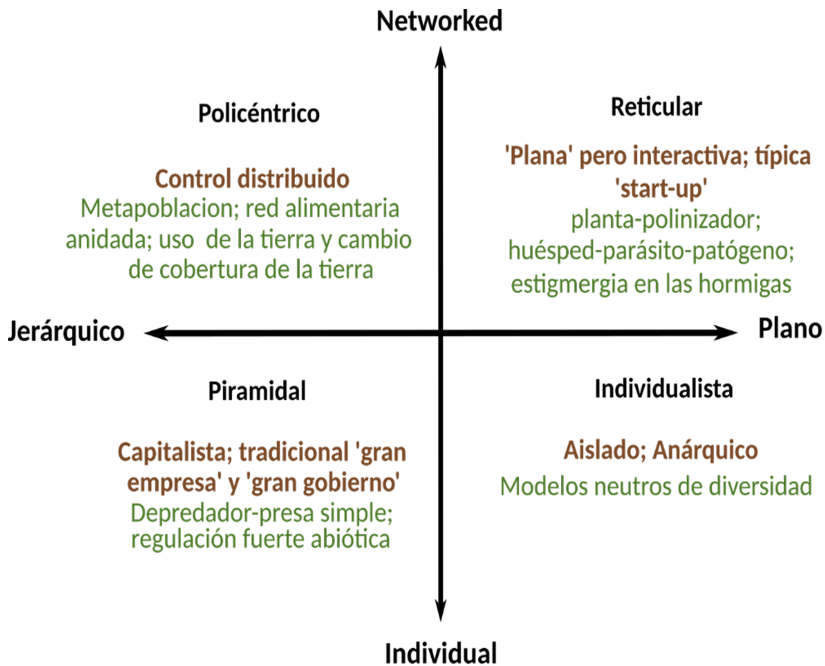 Networked
Policéntrico
Control distribuido
Metapoblacion; red alimentaria
anidada; uso de la tierra y cambio
de cobertura de la tierra
Reticular
'Plana' pero interactiva; típica
'start-up'
planta-polinizador;
huésped-parásito-patógeno;
estigmergia en las hormigas
Jerárquico
Plano
Piramidal
Capitalista; tradicional 'gran
empresa' y 'gran gobierno'
Depredador-presa simple;
regulación fuerte abiótica
Individualista
Aislado; Anárquico
Modelos neutros de diversidad
Individual